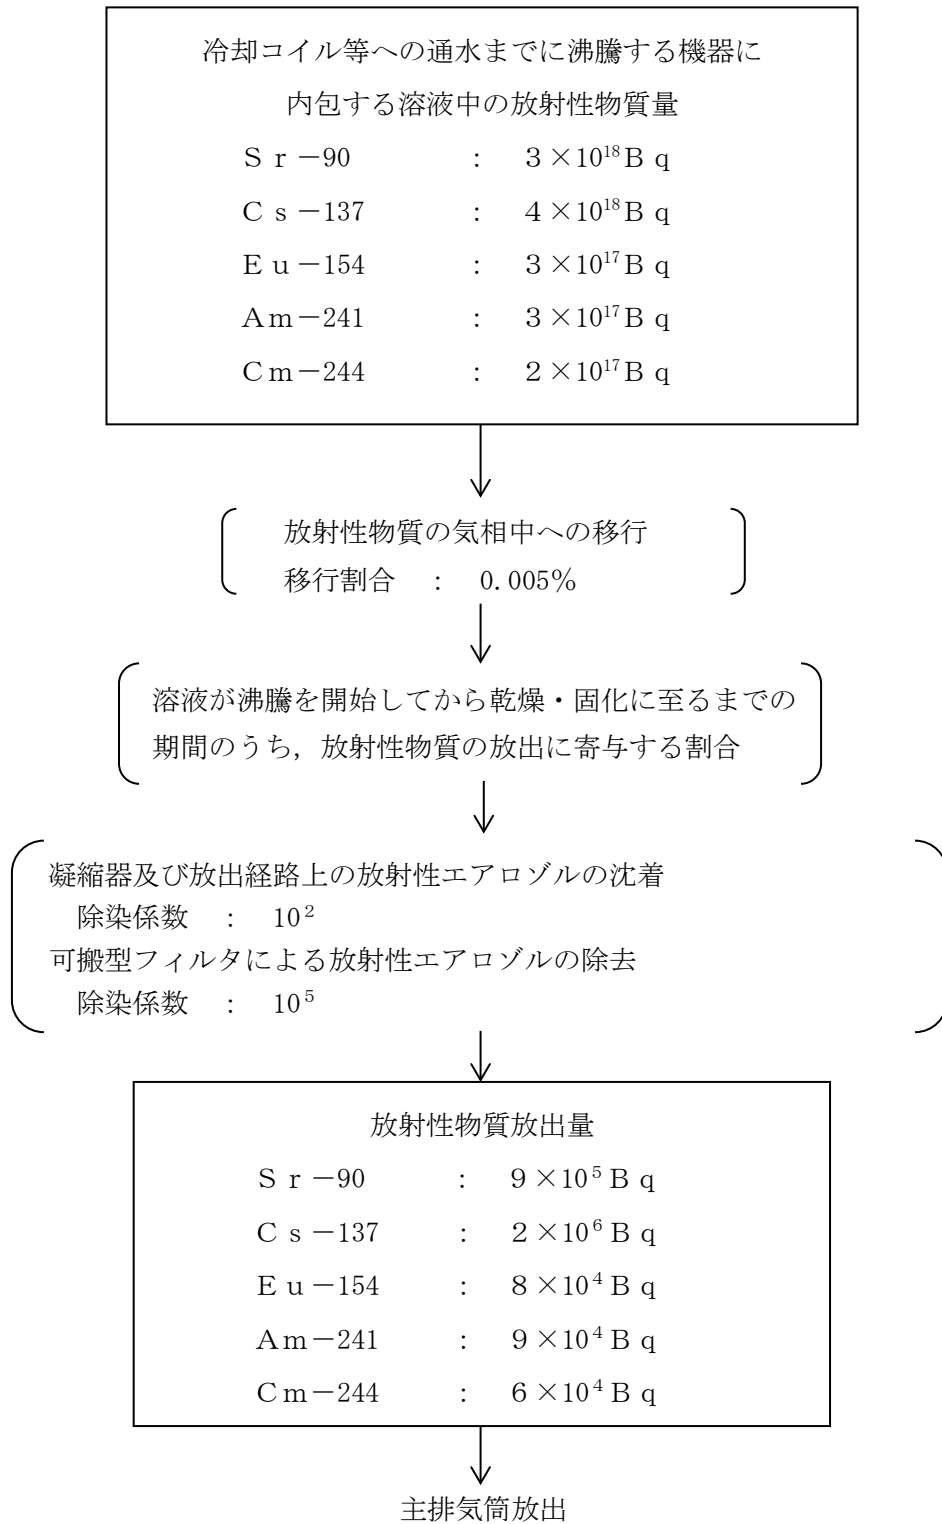 冷却コイル等への通水までに沸騰する機器に
内包する溶液中の放射性物質量
Ｓｒ－90 : ３×10¹⁸Ｂｑ
Ｃｓ－137 : ４×10¹⁸Ｂｑ
Ｅｕ－154 : ３×10¹⁷Ｂｑ
Ａｍ－241 : ３×10¹⁷Ｂｑ
Ｃｍ－244 : ２×10¹⁷Ｂｑ
放射性物質の気相中への移行
移行割合 : 0.005％
溶液が沸騰を開始してから乾燥・固化に至るまでの
期間のうち，放射性物質の放出に寄与する割合
凝縮器及び放出経路上の放射性エアロゾルの沈着
除染係数 : 10²
可搬型フィルタによる放射性エアロゾルの除去
除染係数 : 10⁵
放射性物質放出量
Ｓｒ－90 : ９×10⁵Ｂｑ
Ｃｓ－137 : ２×10⁶Ｂｑ
Ｅｕ－154 : ８×10⁴Ｂｑ
Ａｍ－241 : ９×10⁴Ｂｑ
Ｃｍ－244 : ６×10⁴Ｂｑ
主排気筒放出